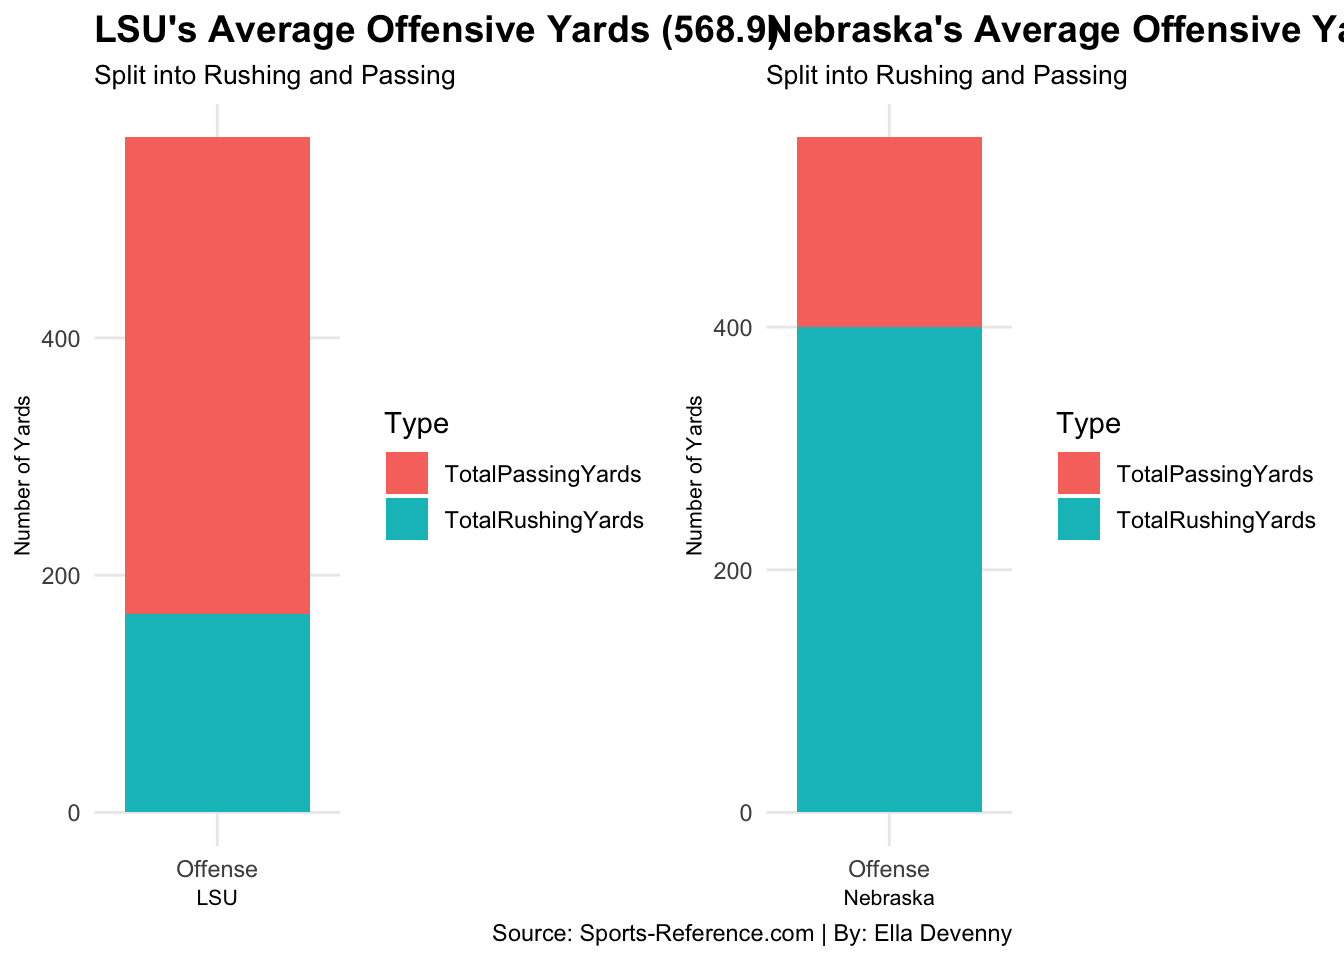 LSU's Average Offensive Yards (568.9)
Split into Rushing and Passing
Number of Yards
400
200
0
Offense
LSU
Type
TotalPassingYards
TotalRushingYards
Nebraska's Average Offensive
Split into Rushing and Passing
Number of Yards
400
200
0
Offense
Nebraska
Type
TotalPassingYards
TotalRushingYards
Source: Sports-Reference.com | By: Ella Devenny